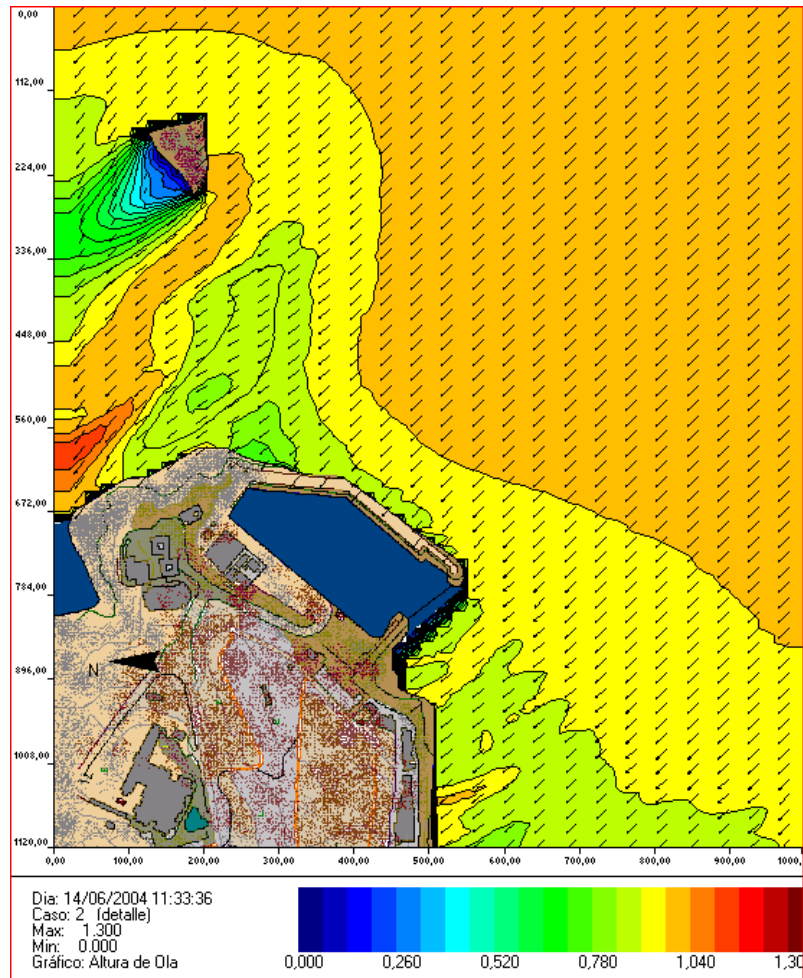 0,00
112,00
224,00
336,00
448,00
560,00
672,00
784,00
896,00
1008,00
1120,00
N
0,00 100,00 200,00 300,00 400,00 500,00 600,00 700,00 800,00 900,00 1000,
Dia: 14/06/2004 11:33:36
Caso: 2 (detalle)
Max: 1.300
Min: 0.000
Gráfico: Altura de Ola
0,000 0,260 0,520 0,780 1,040 1,30